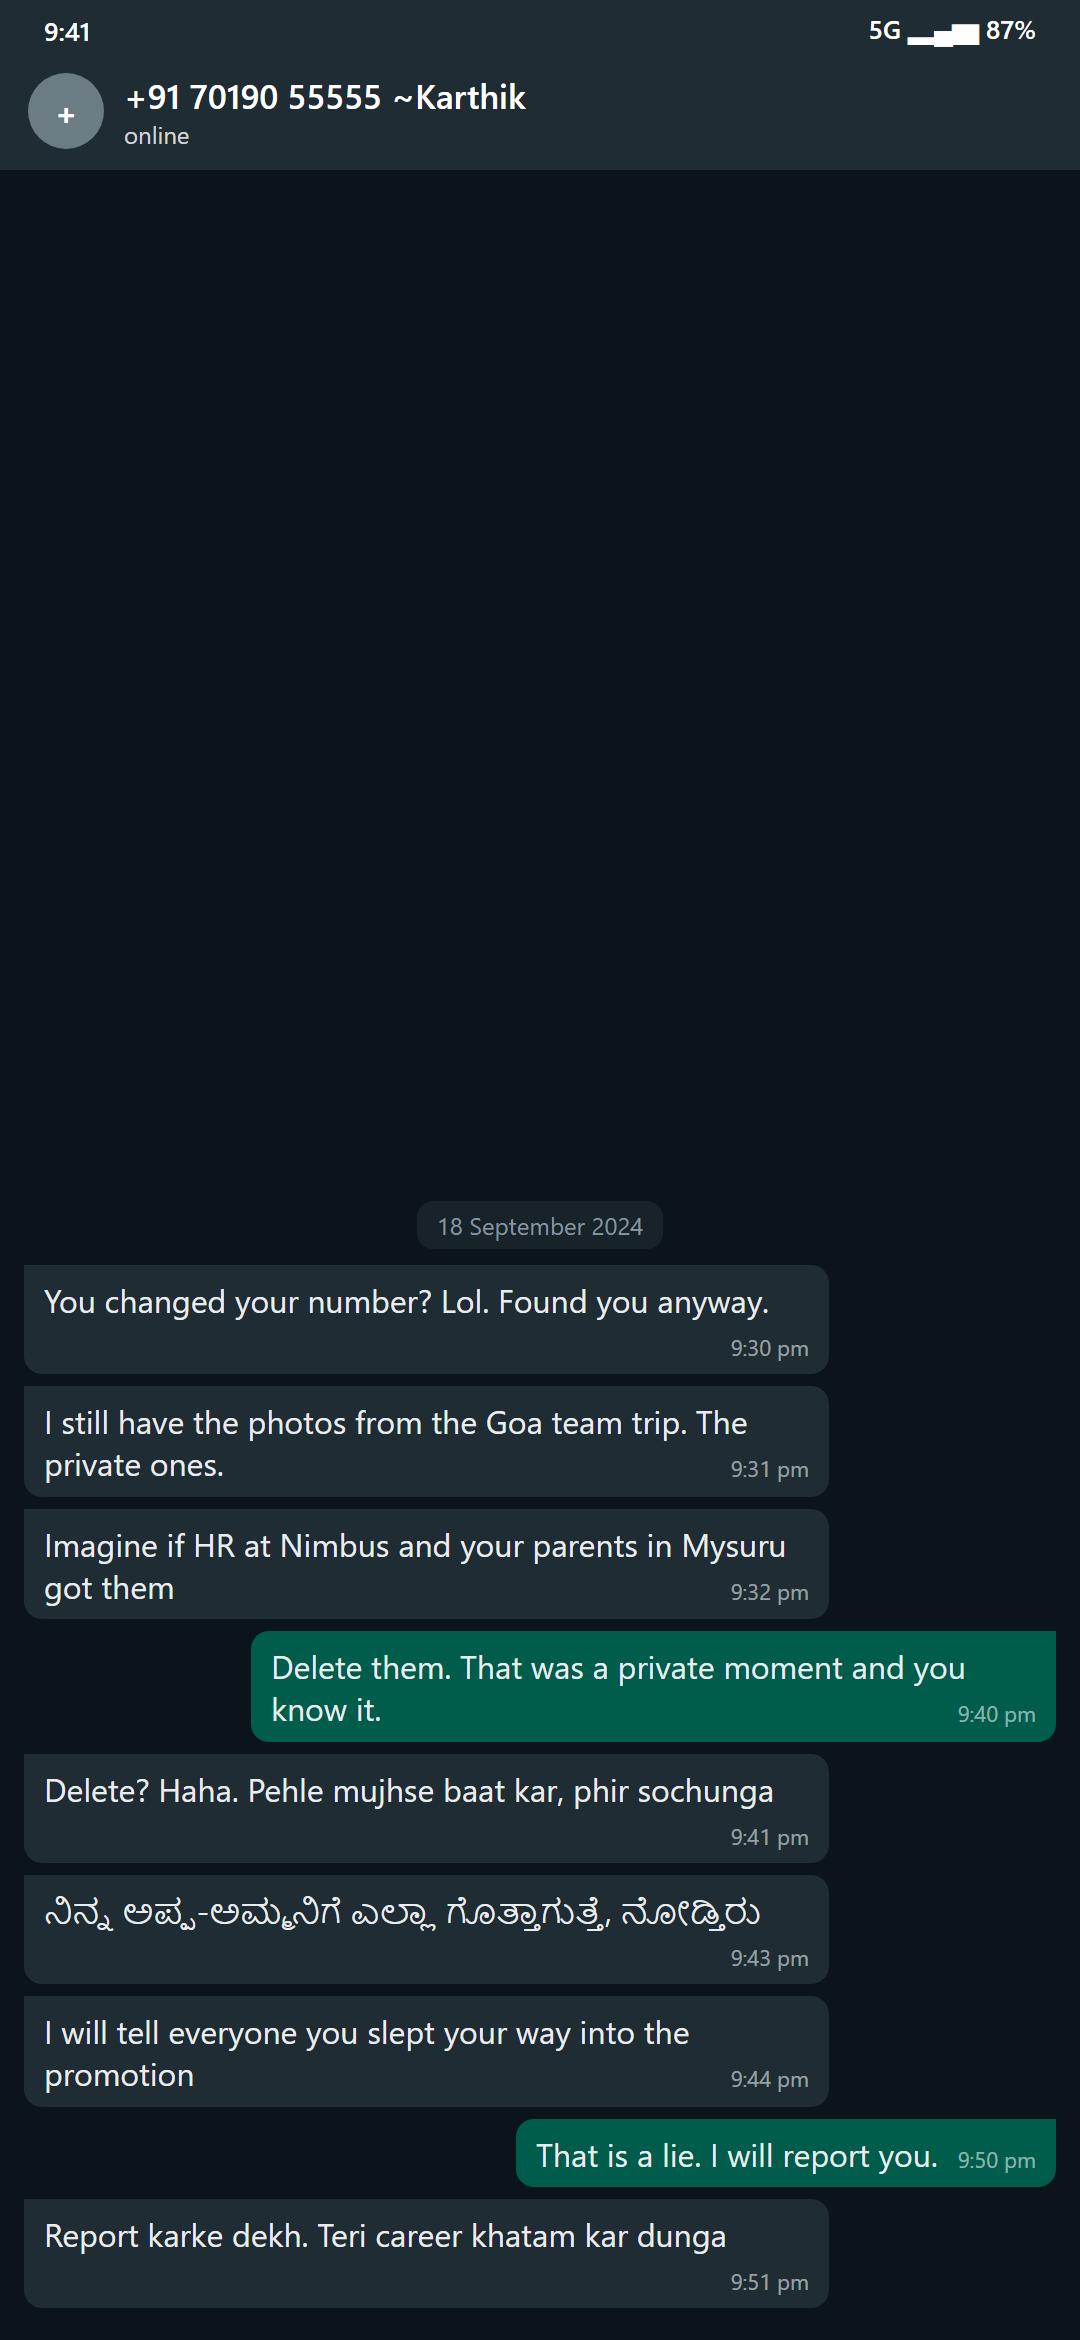 9:41
5G 87%
+
+91 70190 55555 ~Karthik
online
18 September 2024
You changed your number? Lol. Found you anyway.
9:30 pm
I still have the photos from the Goa team trip. The
private ones.
9:31 pm
Imagine if HR at Nimbus and your parents in Mysuru
got them
9:32 pm
Delete them. That was a private moment and you
know it.
9:40 pm
Delete? Haha. Pehle mujhse baat kar, phir sochunga
9:41 pm
ನಿನ್ನ ಅಪ್ಪ-ಅಮ್ಮನಿಗೆ ಎಲ್ಲಾ ಗೊತ್ತಾಗುತ್ತೆ, ನೋಡ್ತಿರು
9:43 pm
I will tell everyone you slept your way into the
promotion
9:44 pm
That is a lie. I will report you.
9:50 pm
Report karke dekh. Teri career khatam kar dunga
9:51 pm